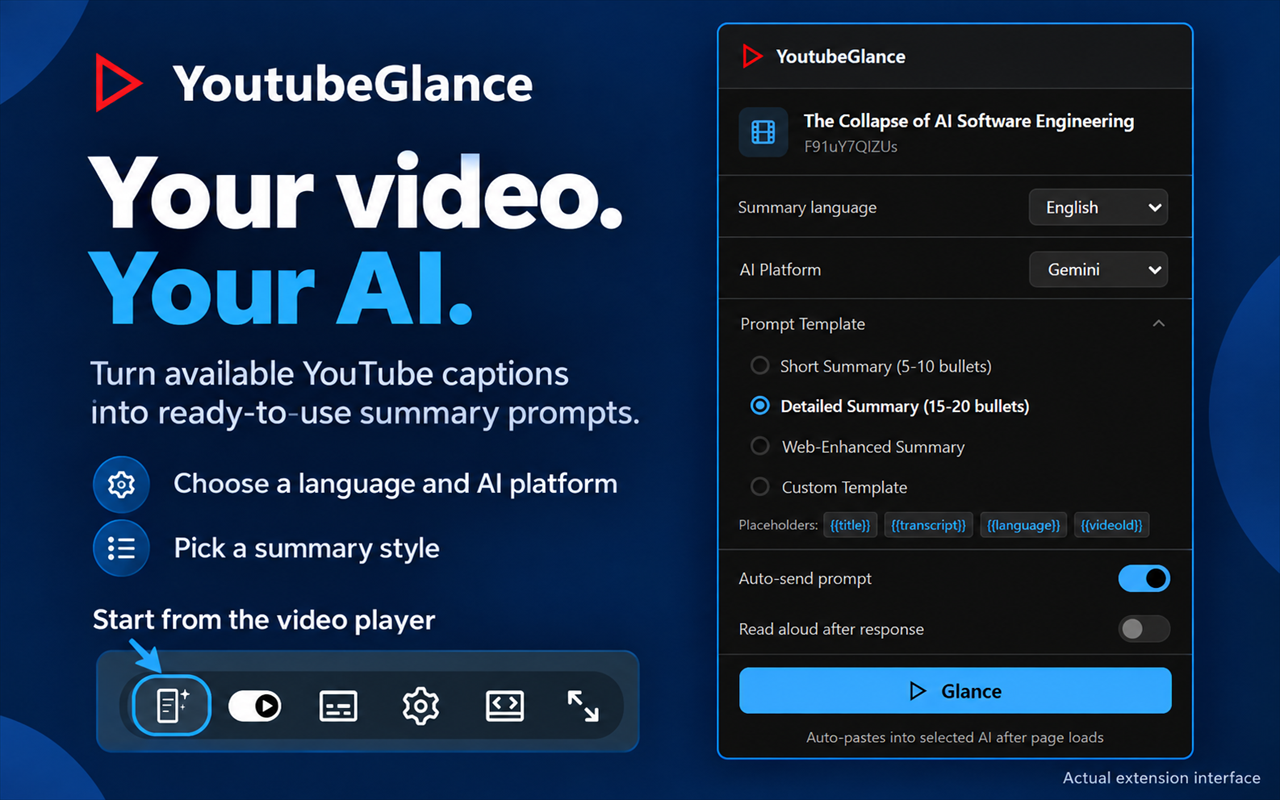 YoutubeGlance
Your video.
Your AI.
Turn available YouTube captions
into ready-to-use summary prompts.
Choose a language and AI platform
Pick a summary style
Start from the video player
YoutubeGlance
The Collapse of AI Software Engineering
F91uY7QIZUs
Summary language
English
AI Platform
Gemini
Prompt Template
Short Summary (5-10 bullets)
Detailed Summary (15-20 bullets)
Web-Enhanced Summary
Custom Template
Placeholders: {{title}} {{transcript}} {{language}} {{videoId}}
Auto-send prompt
Read aloud after response
Glance
Auto-pastes into selected AI after page loads
Actual extension interface